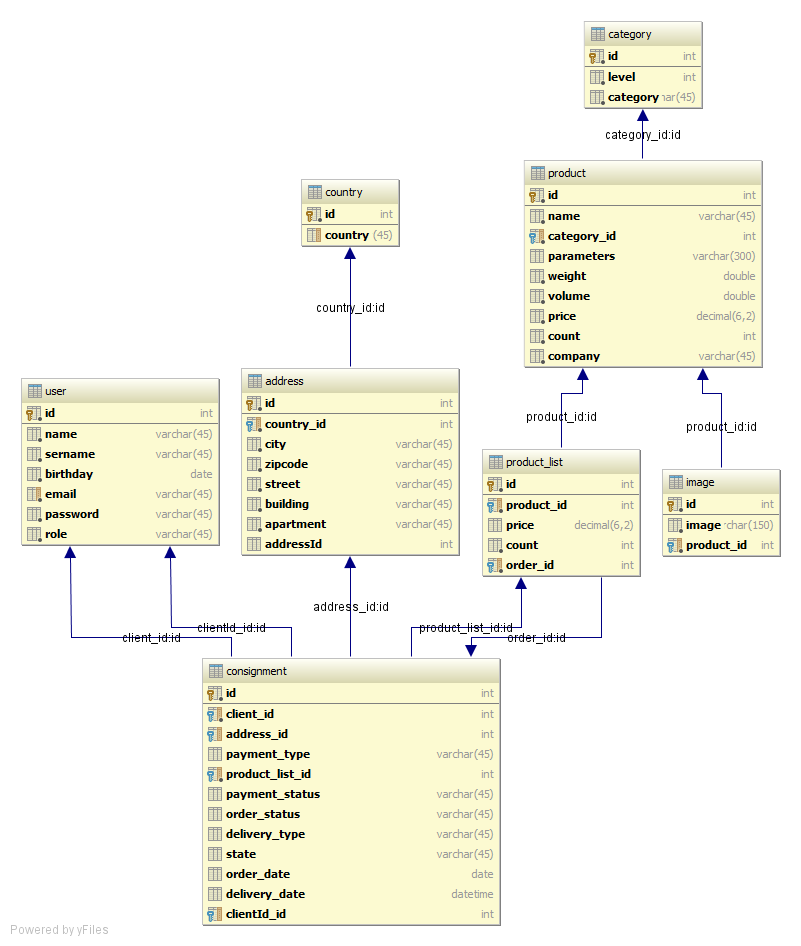 category
id int
level int
category har(45)
category_id:id
product
id int
name varchar(45)
category_id int
parameters varchar(300)
weight double
volume double
price decimal(6,2)
count int
company varchar(45)
country
id int
country (45)
country_id:id
user
id int
name varchar(45)
sername varchar(45)
birthday date
email varchar(45)
password varchar(45)
role varchar(45)
address
id int
country_id int
city varchar(45)
zipcode varchar(45)
street varchar(45)
building varchar(45)
apartment varchar(45)
addressId int
product_id:id
product_id:id
product_list
id int
product_id int
price decimal(6,2)
count int
order_id int
image
id int
image char(150)
product_id int
client_id:id
clientId_id:id
address_id:id
product_list_id:id
order_id:id
consignment
id int
client_id int
address_id int
payment_type varchar(45)
product_list_id int
payment_status varchar(45)
order_status varchar(45)
delivery_type varchar(45)
state varchar(45)
order_date date
delivery_date datetime
clientId_id int
Powered by yFiles